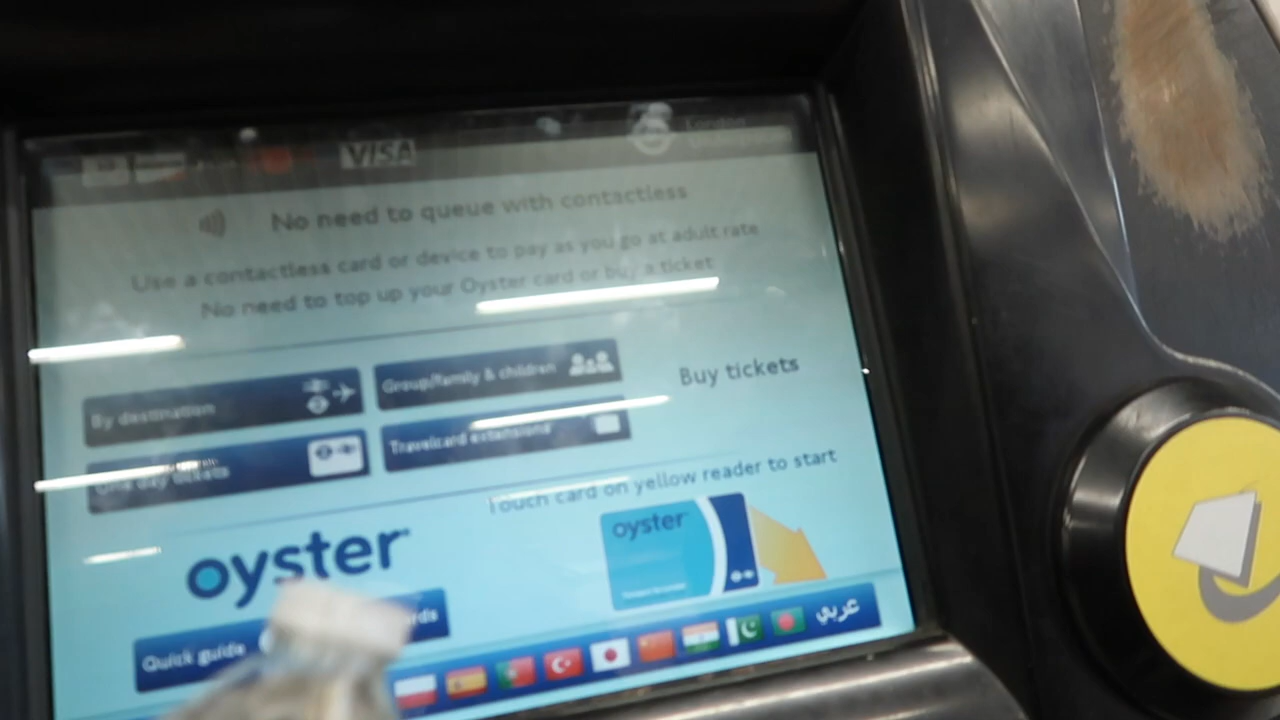 VISA
No need to queue with contactless
Use a contactless card or device to pay as you go at adult rate
No need to top up your Oyster card or buy a ticket
By destination
Group/family & children
Buy tickets
One day tickets
Travelcard extensions
Touch card on yellow reader to start
oyster
oyster
Quick guide
عربي